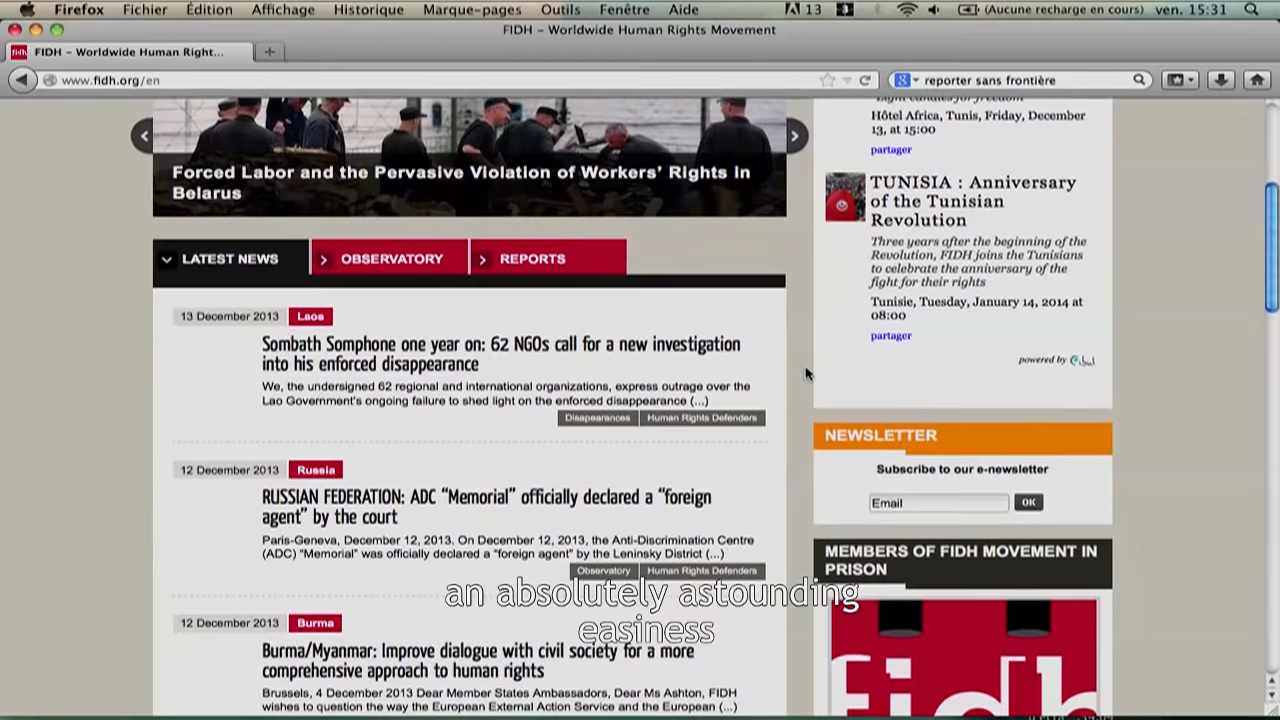 Firefox Fichier Édition Affichage Historique Marque-pages Outils Fenêtre Aide 13 (Aucune recharge en cours) ven. 15:31
FIDH – Worldwide Human Rights Movement
fidh FIDH – Worldwide Human Right...
www.fidh.org/en
reporter sans frontière
Forced Labor and the Pervasive Violation of Workers' Rights in
Belarus
LATEST NEWS OBSERVATORY REPORTS
13 December 2013 Laos
Sombath Somphone one year on: 62 NGOs call for a new investigation
into his enforced disappearance
We, the undersigned 62 regional and international organizations, express outrage over the
Lao Government's ongoing failure to shed light on the enforced disappearance (...)
Disapearances Human Rights Defenders
12 December 2013 Russia
RUSSIAN FEDERATION: ADC “Memorial” officially declared a “foreign
agent” by the court
Paris-Geneva, December 12, 2013. On December 12, 2013, the Anti-Discrimination Centre
(ADC) "Memorial" was officially declared a "foreign agent" by the Leninsky District (...)
Observatory Human Rights Defenders
12 December 2013 Burma
Burma/Myanmar: Improve dialogue with civil society for a more
comprehensive approach to human rights
Brussels, 4 December 2013 Dear Member States Ambassadors, Dear Ms Ashton, FIDH
wishes to question the way the European External Action Service and the European (...)
Light candles for freedom
Hôtel Africa, Tunis, Friday, December
13, at 15:00
partager
TUNISIA : Anniversary
of the Tunisian
Revolution
Three years after the beginning of the
Revolution, FIDH joins the Tunisians
to celebrate the anniversary of the
fight for their rights
Tunisie, Tuesday, January 14, 2014 at
08:00
partager
powered by
NEWSLETTER
Subscribe to our e-newsletter
Email OK
MEMBERS OF FIDH MOVEMENT IN
PRISON
fidh
an absolutely astounding
easiness